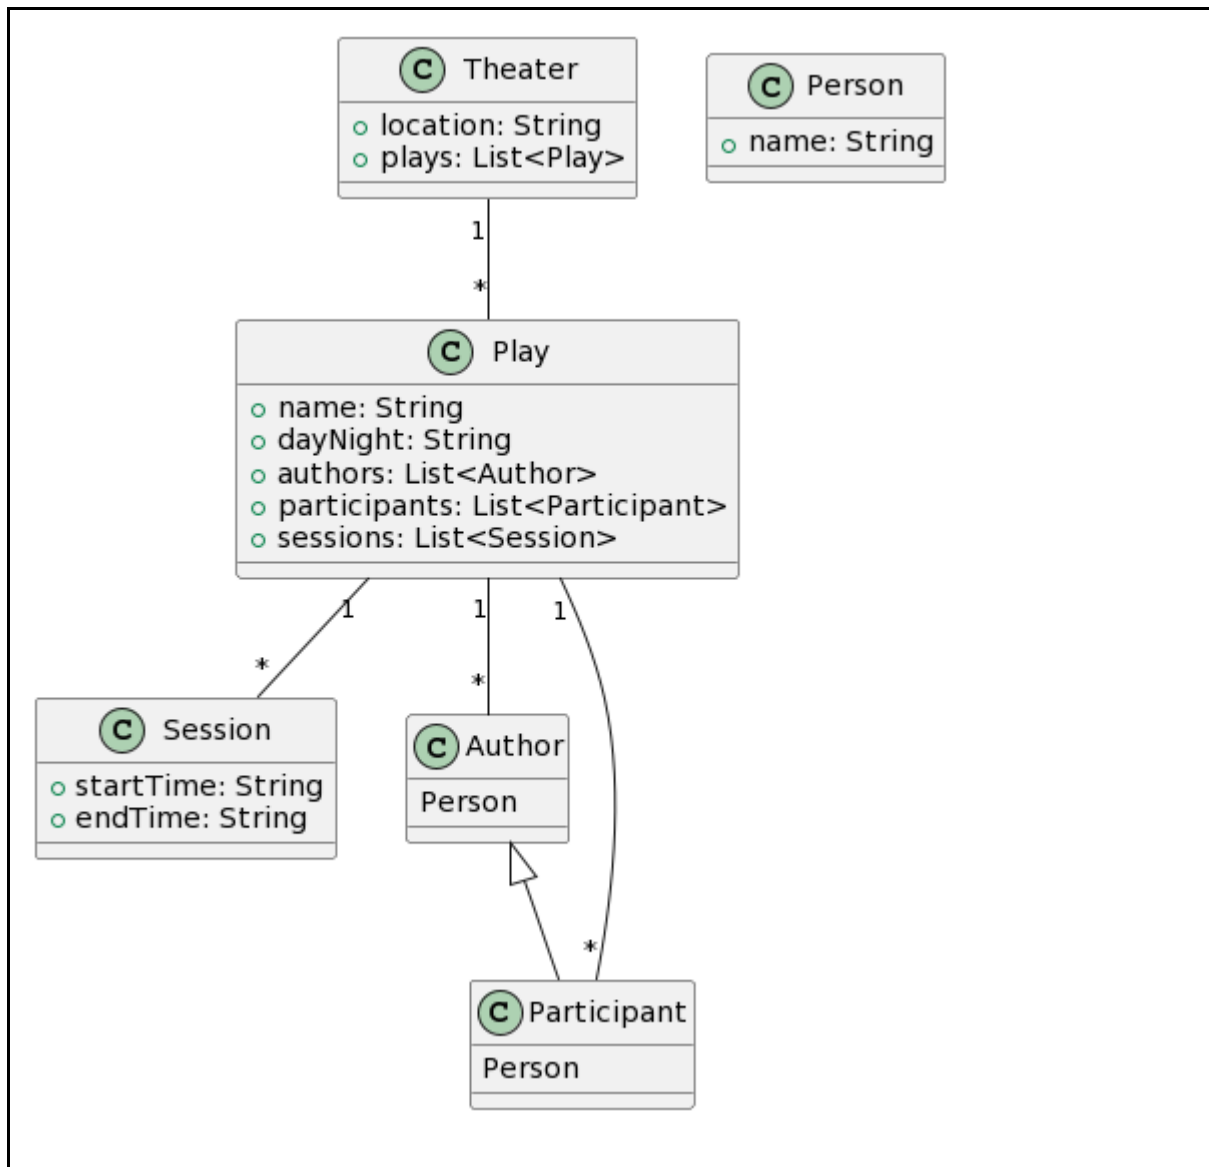 C Theater
location: String
plays: List<Play>
C Person
name: String
1
*
C Play
name: String
dayNight: String
authors: List<Author>
participants: List<Participant>
sessions: List<Session>
1
*
1
*
1
*
C Session
startTime: String
endTime: String
C Author
Person
C Participant
Person